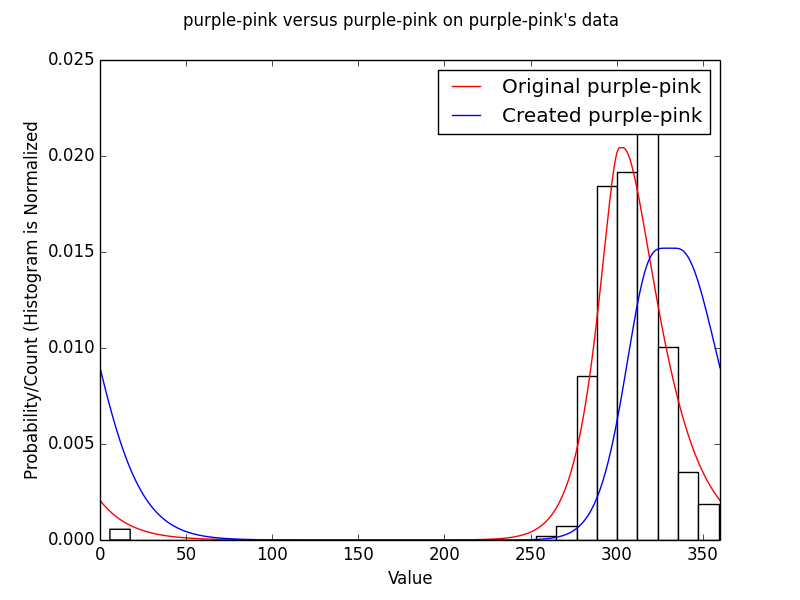 purple-pink versus purple-pink on purple-pink's data
Original purple-pink
Created purple-pink
Probability/Count (Histogram is Normalized
0.025
0.020
0.015
0.010
0.005
0.000
0 50 100 150 200 250 300 350
Value